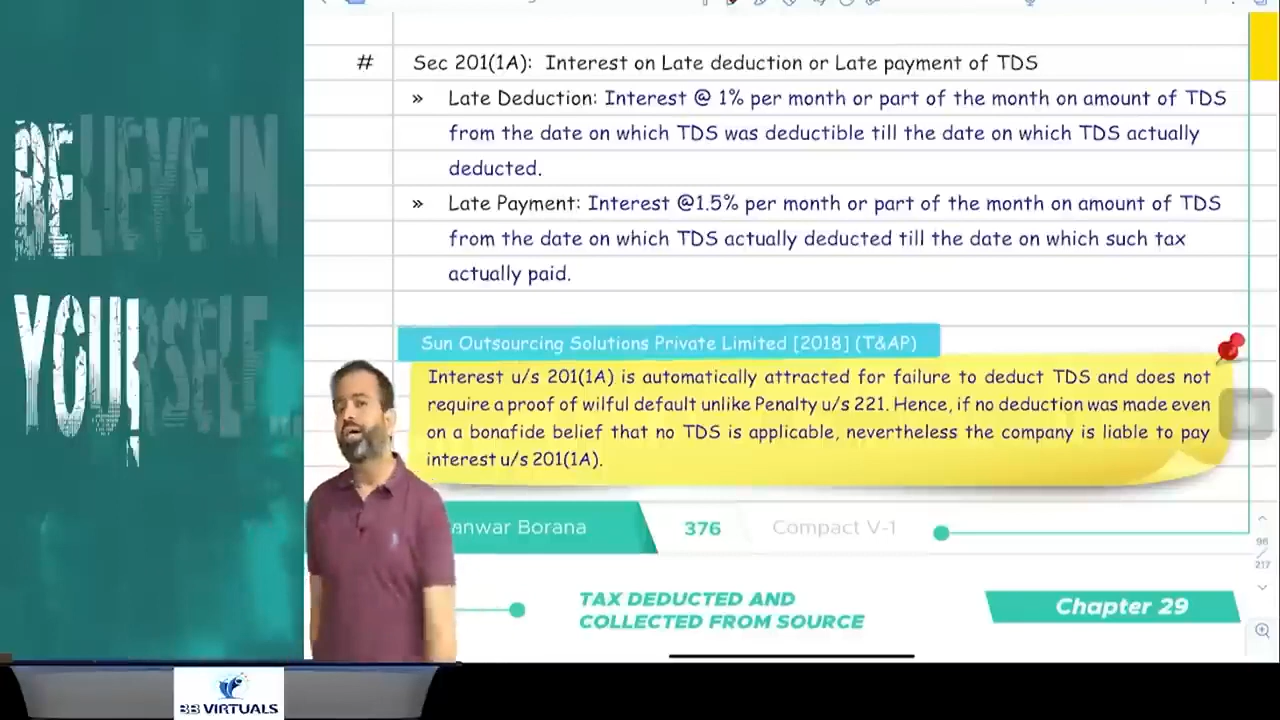 BELIEVE IN
YOURSELF
# Sec 201(1A): Interest on Late deduction or Late payment of TDS
» Late Deduction: Interest @ 1% per month or part of the month on amount of TDS
from the date on which TDS was deductible till the date on which TDS actually
deducted.
» Late Payment: Interest @1.5% per month or part of the month on amount of TDS
from the date on which TDS actually deducted till the date on which such tax
actually paid.
Sun Outsourcing Solutions Private Limited [2018] (T&AP)
Interest u/s 201(1A) is automatically attracted for failure to deduct TDS and does not
require a proof of wilful default unlike Penalty u/s 221. Hence, if no deduction was made even
on a bonafide belief that no TDS is applicable, nevertheless the company is liable to pay
interest u/s 201(1A).
anwar Borana 376 Compact V-1
96
/
217
TAX DEDUCTED AND
COLLECTED FROM SOURCE
Chapter 29
BB VIRTUALS